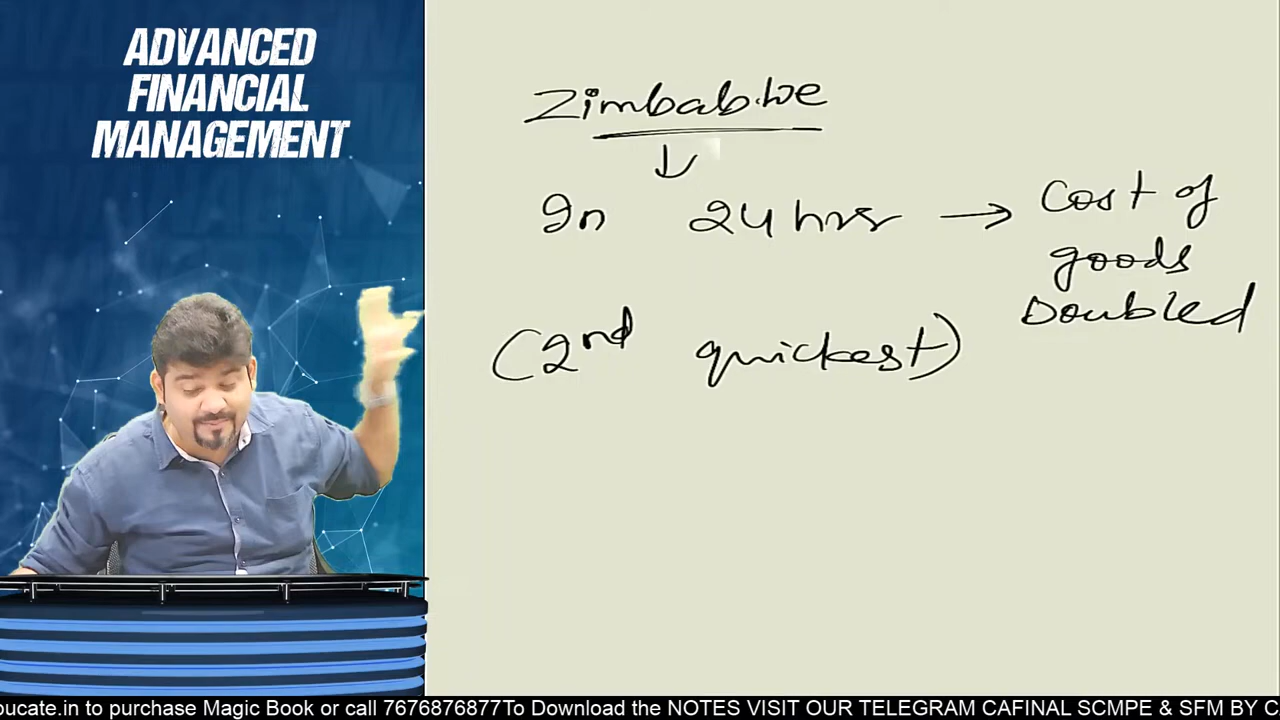 ADVANCED
FINANCIAL
MANAGEMENT
Zimbabwe
In 24 hrs → Cost of
goods
Doubled
(2nd quickest)
oucate.in to purchase Magic Book or call 7676876877To Download the NOTES VISIT OUR TELEGRAM CAFINAL SCMPE & SFM BY C